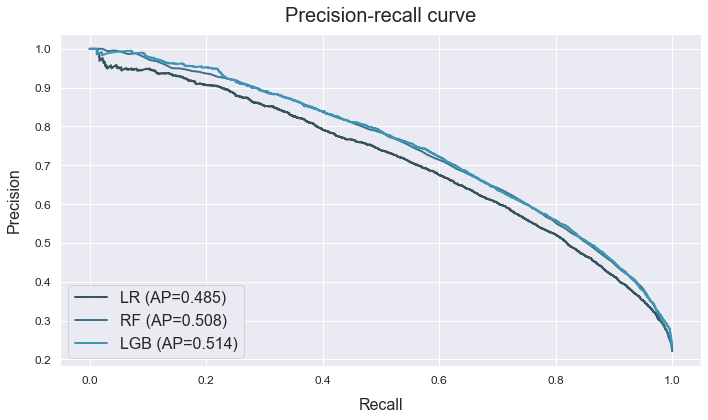 Precision-recall curve
1.0
0.9
0.8
0.7
0.6
0.5
0.4
0.3
0.2
Precision
LR (AP=0.485)
RF (AP=0.508)
LGB (AP=0.514)
0.0 0.2 0.4 0.6 0.8 1.0
Recall